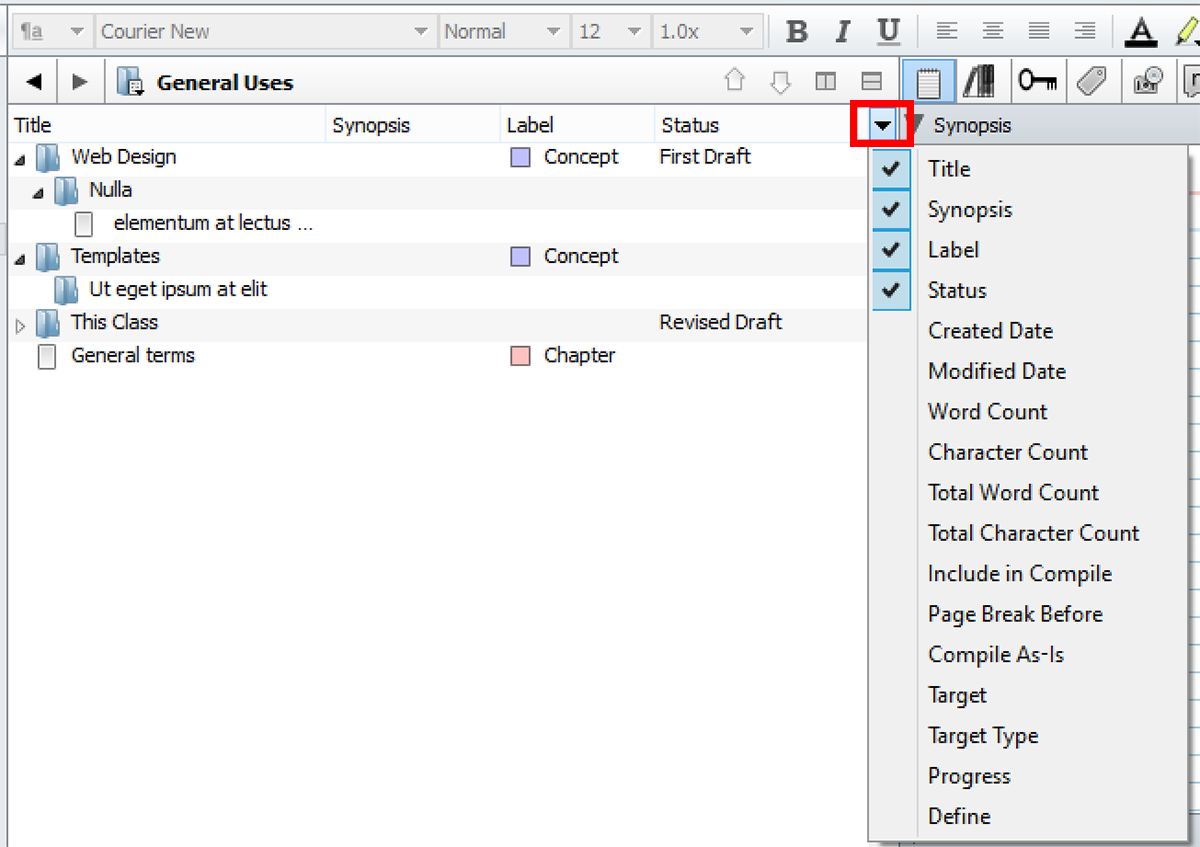 ¶a Courier New Normal 12 1.0x B I U A
General Uses
Title Synopsis Label Status Synopsis
Web Design Concept First Draft
Nulla
elementum at lectus ...
Templates Concept
Ut eget ipsum at elit
This Class Revised Draft
General terms Chapter
Title
Synopsis
Label
Status
Created Date
Modified Date
Word Count
Character Count
Total Word Count
Total Character Count
Include in Compile
Page Break Before
Compile As-Is
Target
Target Type
Progress
Define